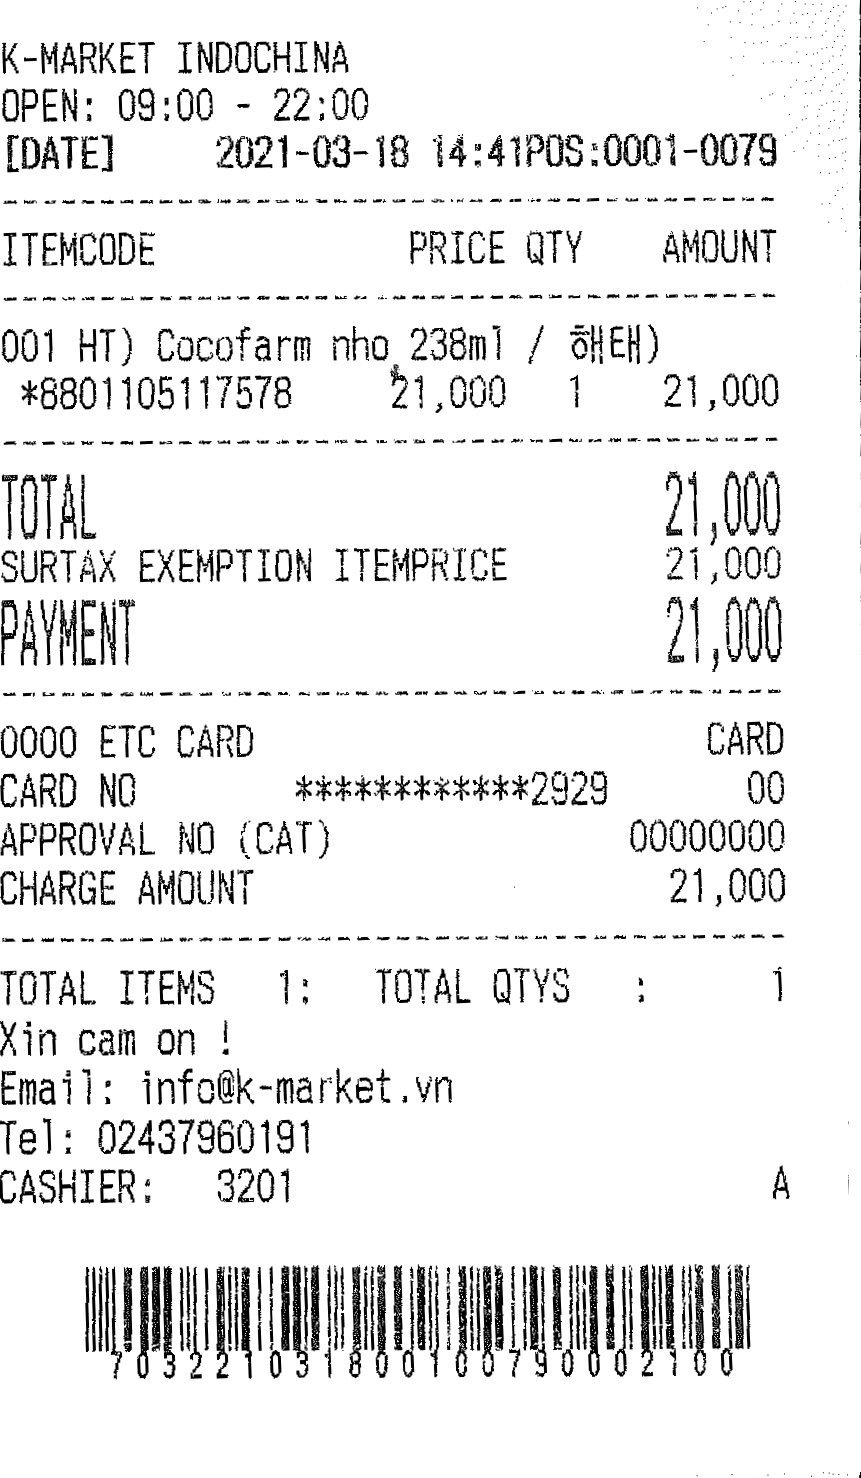 K-MARKET INDOCHINA
OPEN: 09:00 - 22:00
[DATE] 2021-03-18 14:41POS:0001-0079
ITEMCODE PRICE QTY AMOUNT
001 HT) Cocofarm nho 238ml / 해태)
*8801105117578 21,000 1 21,000
TOTAL 21,000
SURTAX EXEMPTION ITEMPRICE 21,000
PAYMENT 21,000
0000 ETC CARD CARD
CARD NO ************2929 00
APPROVAL NO (CAT) 00000000
CHARGE AMOUNT 21,000
TOTAL ITEMS 1: TOTAL QTYS : 1
Xin cam on !
Email: info@k-market.vn
Tel: 02437960191
CASHIER: 3201 A
703221031800100790002100